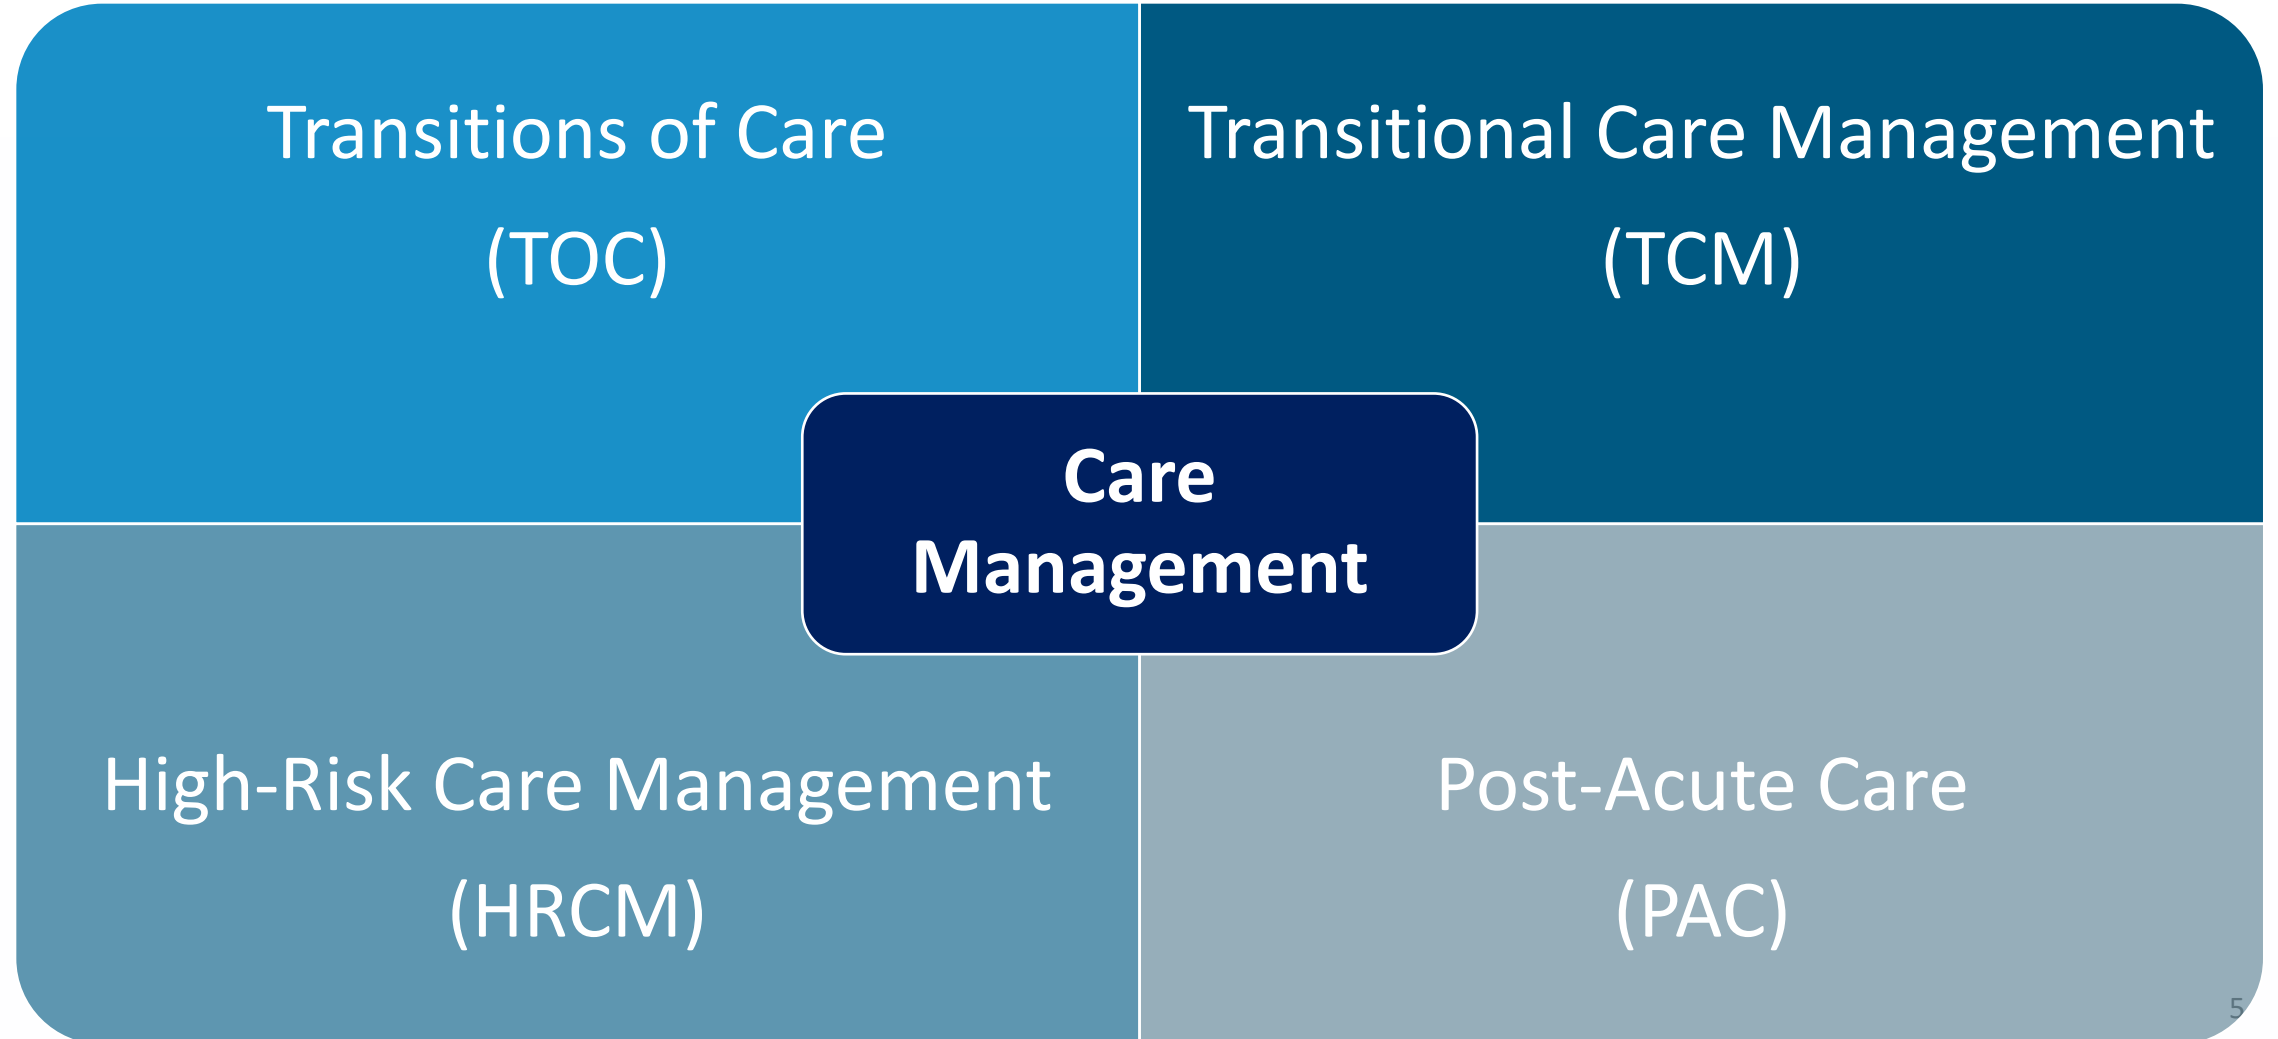 Transitions of Care
(TOC)
Transitional Care Management
(TCM)
Care
Management
High-Risk Care Management
(HRCM)
Post-Acute Care
(PAC)
5